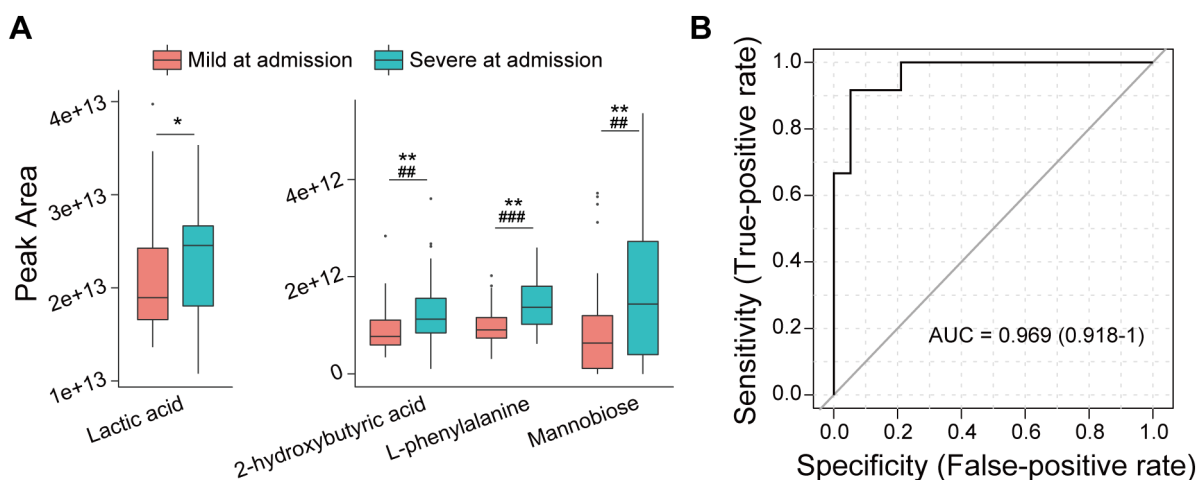 A
Mild at admission Severe at admission
Peak Area
4e+13
3e+13
2e+13
1e+13
*
Lactic acid
4e+12
2e+12
0
**
##
**
###
**
##
2-hydroxybutyric acid
L-phenylalanine
Mannobiose
B
Sensitivity (True-positive rate)
1.0
0.8
0.6
0.4
0.2
0.0
AUC = 0.969 (0.918-1)
0.0 0.2 0.4 0.6 0.8 1.0
Specificity (False-positive rate)